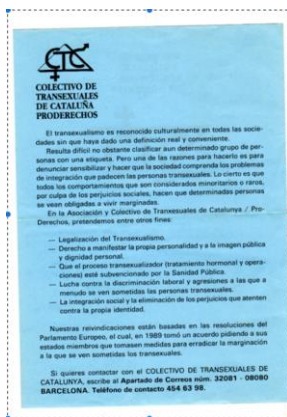 CTC
COLECTIVO DE
TRANSEXUALES
DE CATALUÑA
PRODERECHOS
El transexualismo es reconocido culturalmente en todas las socie-
dades sin que haya dado una definición real y conveniente.
Resulta difícil no obstante clasificar aun determinado grupo de per-
sonas con una etiqueta. Pero una de las razones para hacerlo es para
denunciar sensibilizar y hacer que la sociedad comprenda los problemas
de integración que padecen las personas transexuales. Lo cierto es que
todos los comportamientos que son considerados minoritarios o raros,
por culpa de los perjuicios sociales, hacen que determinadas personas
se vean obligadas a vivir marginadas.
En la Asociación y Colectivo de Transexuales de Catalunya / Pro-
Derechos, pretendemos entre otros fines:
— Legalización del Transexualismo.
— Derecho a manifestar la propia personalidad y a la imagen pública
y dignidad personal.
— Que el proceso transexualizador (tratamiento hormonal y opera-
ciones) esté subvencionado por la Sanidad Pública.
— Lucha contra la discriminación laboral y agresiones a las que a
menudo se ven sometidas las personas transexuales.
— La integración social y la eliminación de los perjuicios que atenten
contra la propia identidad.
Nuestras reivindicaciones están basadas en las resoluciones del
Parlamento Europeo, el cual, en 1989 tomó un acuerdo pidiendo a sus
estados miembros que tomasen medidas para erradicar la marginación
a la que se ven sometidas los transexuales.
Si quieres contactar con el COLECTIVO DE TRANSEXUALES DE
CATALUNYA, escribe al Apartado de Correos núm. 32081 - 08080
BARCELONA. Teléfono de contacto 454 63 98.